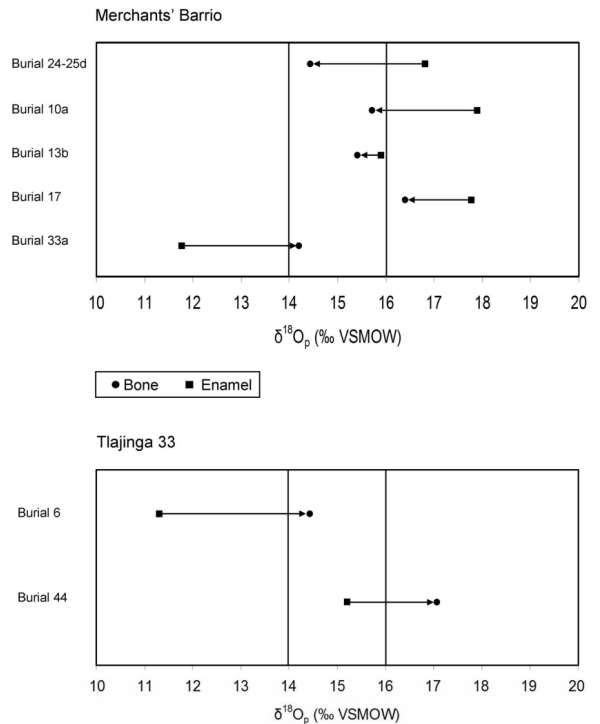 Merchants’ Barrio
Burial 24-25d
Burial 10a
Burial 13b
Burial 17
Burial 33a
10 11 12 13 14 15 16 17 18 19 20
δ¹⁸Oₚ (‰ VSMOW)
● Bone ■ Enamel
Tlajinga 33
Burial 6
Burial 44
10 11 12 13 14 15 16 17 18 19 20
δ¹⁸Oₚ (‰ VSMOW)